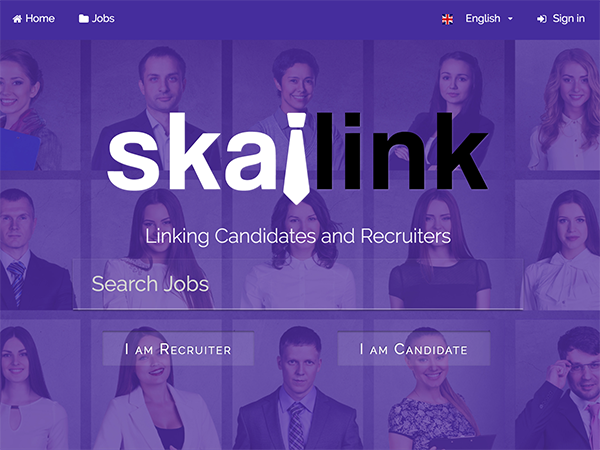 Home Jobs English Sign in
skailink
Linking Candidates and Recruiters
Search Jobs
I am Recruiter I am Candidate